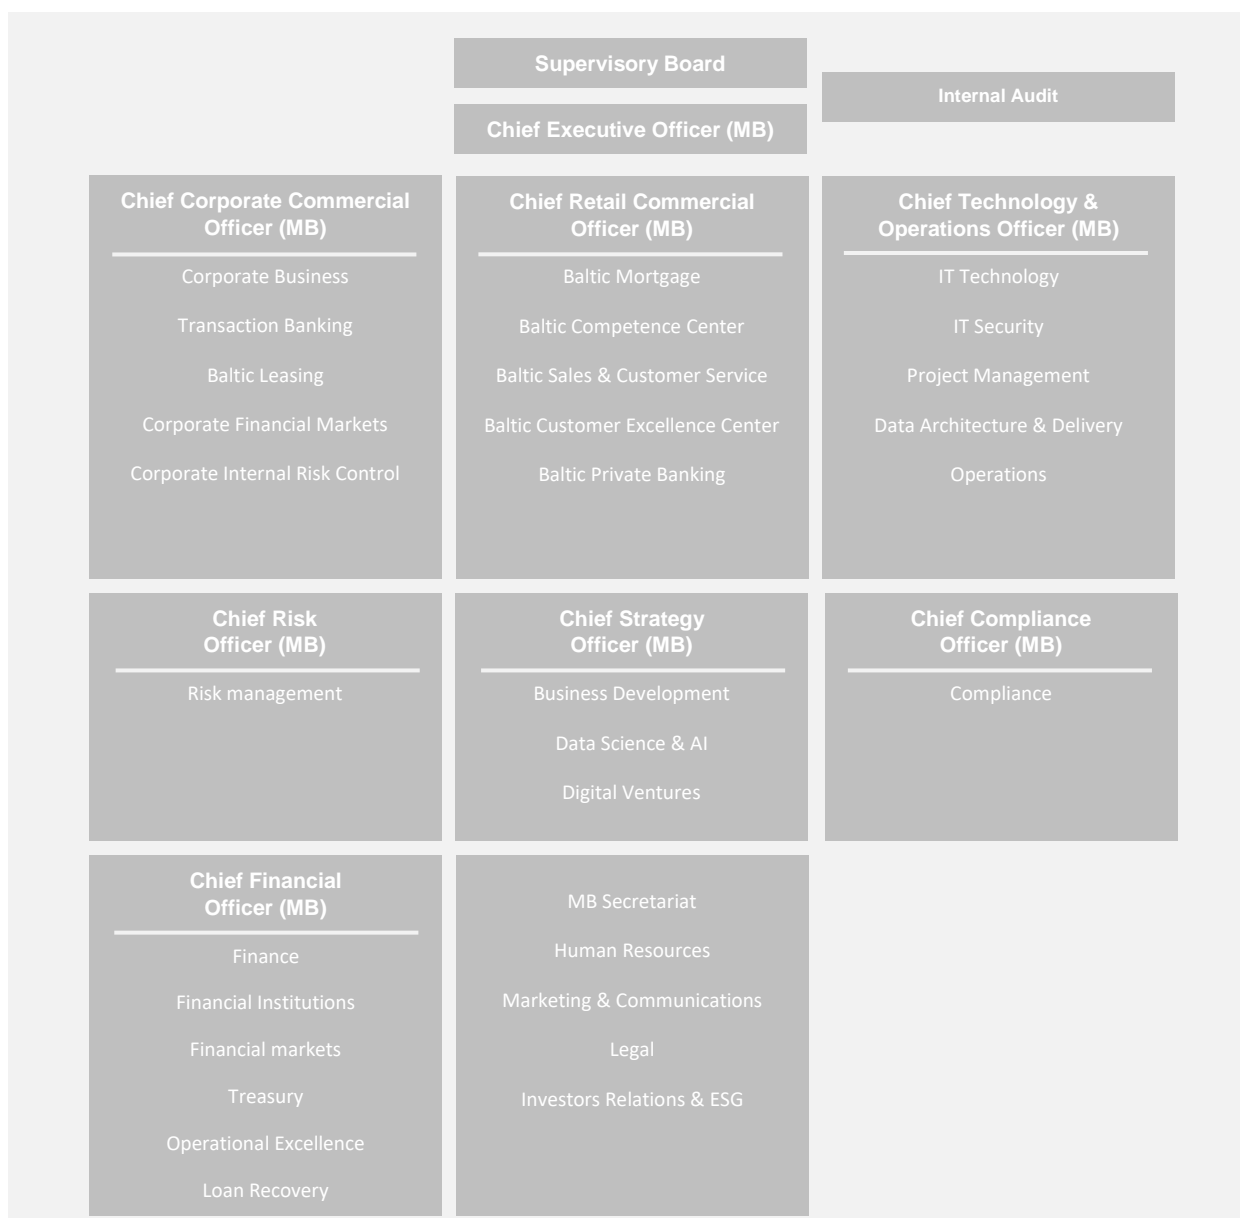 Supervisory Board
Internal Audit
Chief Executive Officer (MB)
Chief Corporate Commercial
Officer (MB)
Corporate Business
Transaction Banking
Baltic Leasing
Corporate Financial Markets
Corporate Internal Risk Control
Chief Retail Commercial
Officer (MB)
Baltic Mortgage
Baltic Competence Center
Baltic Sales & Customer Service
Baltic Customer Excellence Center
Baltic Private Banking
Chief Technology &
Operations Officer (MB)
IT Technology
IT Security
Project Management
Data Architecture & Delivery
Operations
Chief Risk
Officer (MB)
Risk management
Chief Strategy
Officer (MB)
Business Development
Data Science & AI
Digital Ventures
Chief Compliance
Officer (MB)
Compliance
Chief Financial
Officer (MB)
Finance
Financial Institutions
Financial markets
Treasury
Operational Excellence
Loan Recovery
MB Secretariat
Human Resources
Marketing & Communications
Legal
Investors Relations & ESG